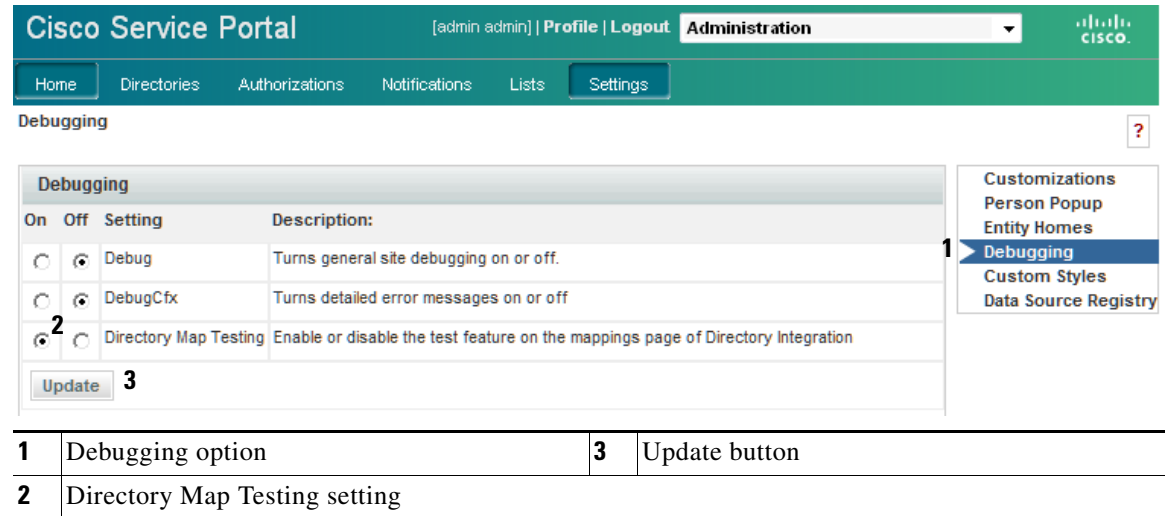 Cisco Service Portal [admin admin] | Profile | Logout Administration CISCO.
Home Directories Authorizations Notifications Lists Settings
Debugging ?
Debugging
On Off Setting Description:
Debug Turns general site debugging on or off.
DebugCfx Turns detailed error messages on or off
2
Directory Map Testing Enable or disable the test feature on the mappings page of Directory Integration
Update 3
Customizations
Person Popup
Entity Homes
1 Debugging
Custom Styles
Data Source Registry
1 Debugging option 3 Update button
2 Directory Map Testing setting